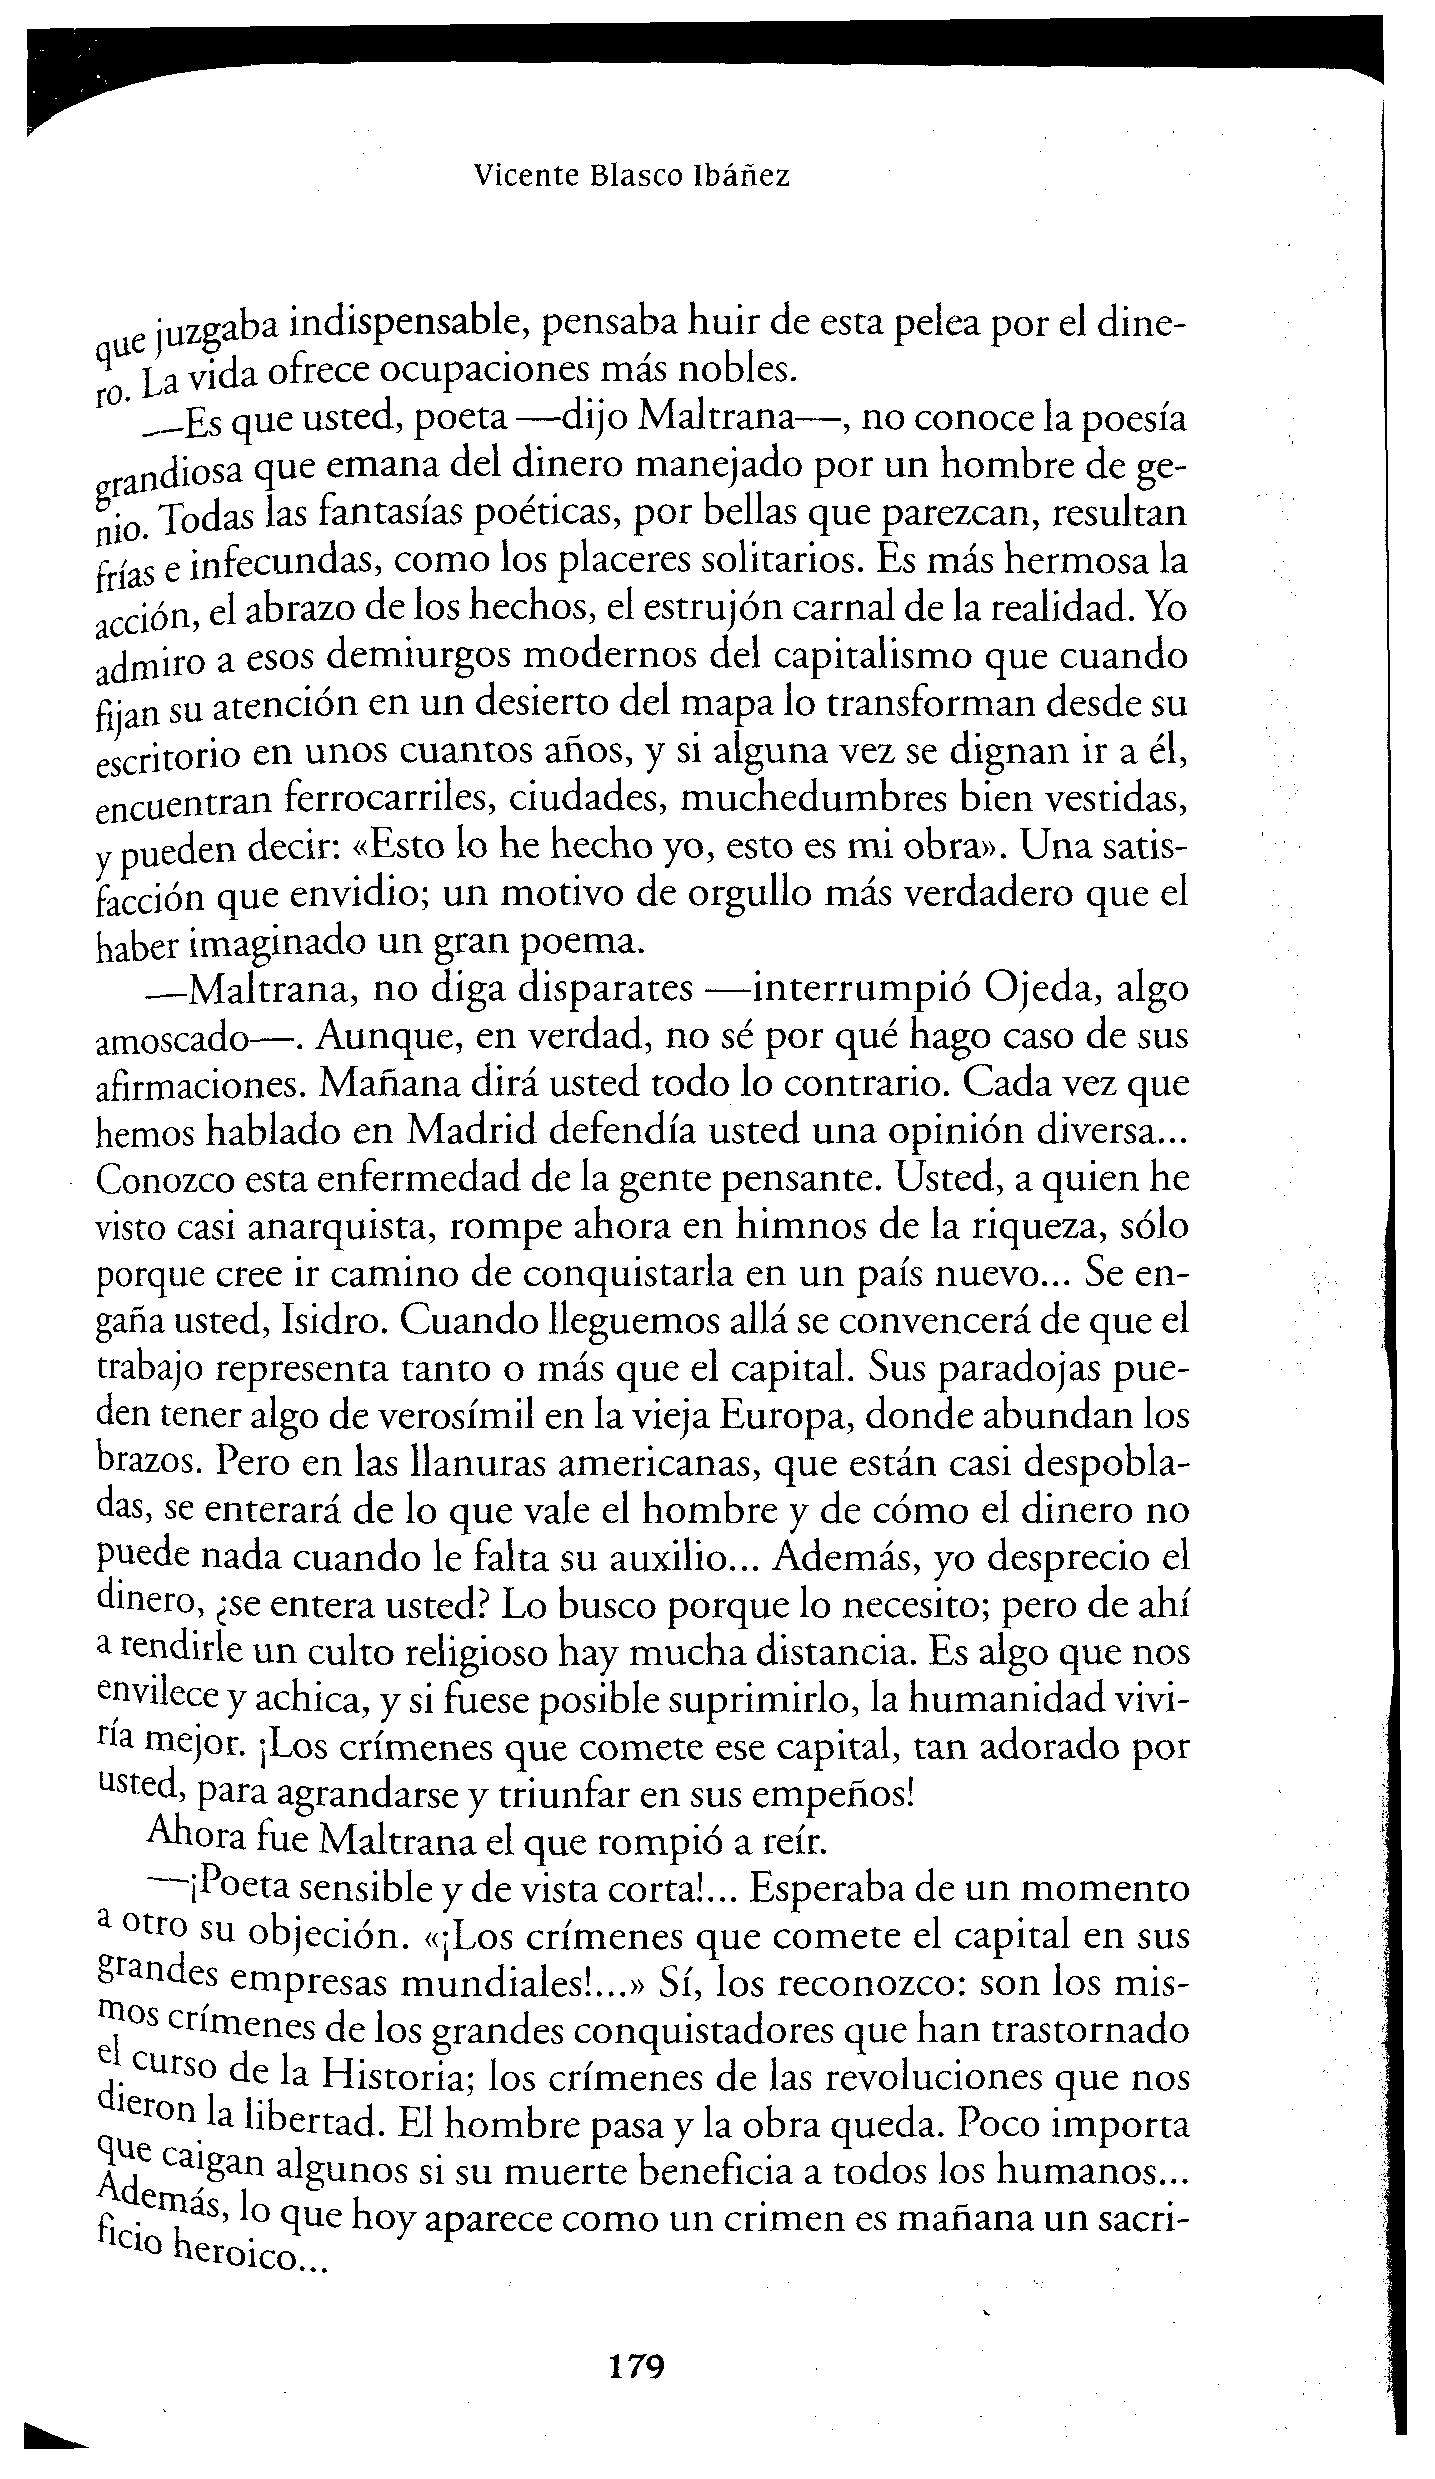 Vicente Blasco Ibáñez
que juzgaba indispensable, pensaba huir de esta pelea por el dine-
ro. La vida ofrece ocupaciones más nobles.
—Es que usted, poeta —dijo Maltrana—, no conoce la poesía
grandiosa que emana del dinero manejado por un hombre de ge-
nio. Todas las fantasías poéticas, por bellas que parezcan, resultan
frías e infecundas, como los placeres solitarios. Es más hermosa la
acción, el abrazo de los hechos, el estrujón carnal de la realidad. Yo
admiro a esos demiurgos modernos del capitalismo que cuando
fijan su atención en un desierto del mapa lo transforman desde su
escritorio en unos cuantos años, y si alguna vez se dignan ir a él,
encuentran ferrocarriles, ciudades, muchedumbres bien vestidas,
y pueden decir: «Esto lo he hecho yo, esto es mi obra». Una satis-
facción que envidio; un motivo de orgullo más verdadero que el
haber imaginado un gran poema.
—Maltrana, no diga disparates —interrumpió Ojeda, algo
amoscado—. Aunque, en verdad, no sé por qué hago caso de sus
afirmaciones. Mañana dirá usted todo lo contrario. Cada vez que
hemos hablado en Madrid defendía usted una opinión diversa...
Conozco esta enfermedad de la gente pensante. Usted, a quien he
visto casi anarquista, rompe ahora en himnos de la riqueza, sólo
porque cree ir camino de conquistarla en un país nuevo... Se en-
gaña usted, Isidro. Cuando lleguemos allá se convencerá de que el
trabajo representa tanto o más que el capital. Sus paradojas pue-
den tener algo de verosímil en la vieja Europa, donde abundan los
brazos. Pero en las llanuras americanas, que están casi despobla-
das, se enterará de lo que vale el hombre y de cómo el dinero no
puede nada cuando le falta su auxilio... Además, yo desprecio el
dinero, ¿se entera usted? Lo busco porque lo necesito; pero de ahí
a rendirle un culto religioso hay mucha distancia. Es algo que nos
envilece y achica, y si fuese posible suprimirlo, la humanidad vivi-
ría mejor. ¡Los crímenes que comete ese capital, tan adorado por
usted, para agrandarse y triunfar en sus empeños!
Ahora fue Maltrana el que rompió a reír.
—¡Poeta sensible y de vista corta!... Esperaba de un momento
a otro su objeción. «¡Los crímenes que comete el capital en sus
grandes empresas mundiales!...» Sí, los reconozco: son los mis-
mos crímenes de los grandes conquistadores que han trastornado
el curso de la Historia; los crímenes de las revoluciones que nos
dieron la libertad. El hombre pasa y la obra queda. Poco importa
que caigan algunos si su muerte beneficia a todos los humanos...
Además, lo que hoy aparece como un crimen es mañana un sacri-
ficio heroico...
179